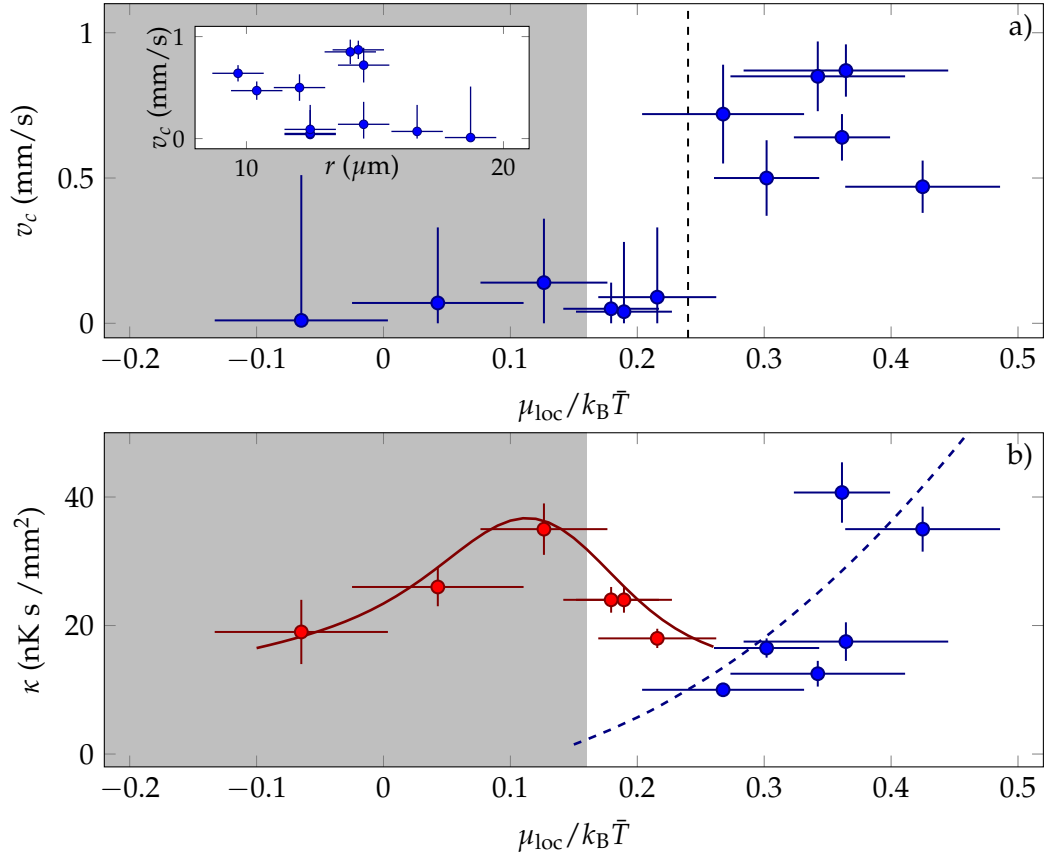 a)
1
0.5
0
v_c (mm/s)
1
0
v_c (mm/s)
10 20
r (μm)
−0.2 −0.1 0 0.1 0.2 0.3 0.4 0.5
μ_loc/k_B T̄
b)
40
20
0
κ (nK s /mm²)
−0.2 −0.1 0 0.1 0.2 0.3 0.4 0.5
μ_loc/k_B T̄